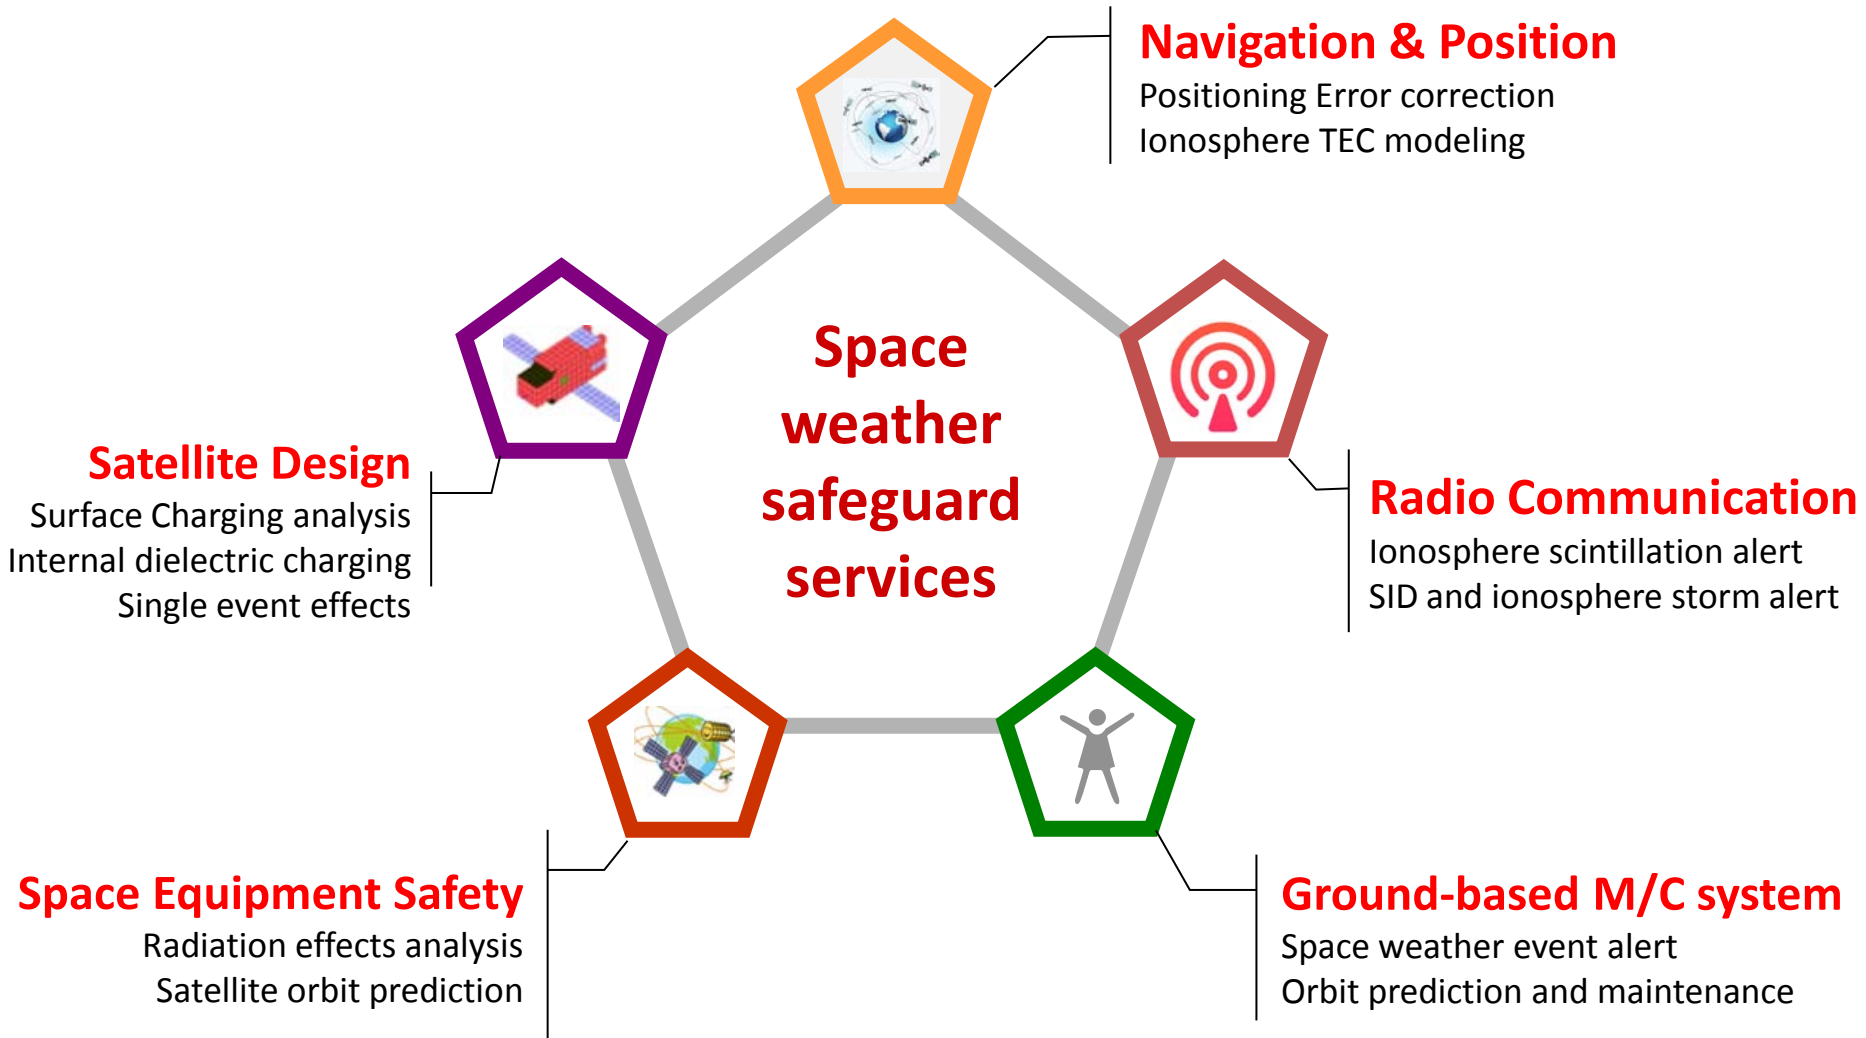 Navigation & Position
Positioning Error correction
Ionosphere TEC modeling
Space
weather
safeguard
services
Satellite Design
Surface Charging analysis
Internal dielectric charging
Single event effects
Radio Communication
Ionosphere scintillation alert
SID and ionosphere storm alert
Space Equipment Safety
Radiation effects analysis
Satellite orbit prediction
Ground-based M/C system
Space weather event alert
Orbit prediction and maintenance